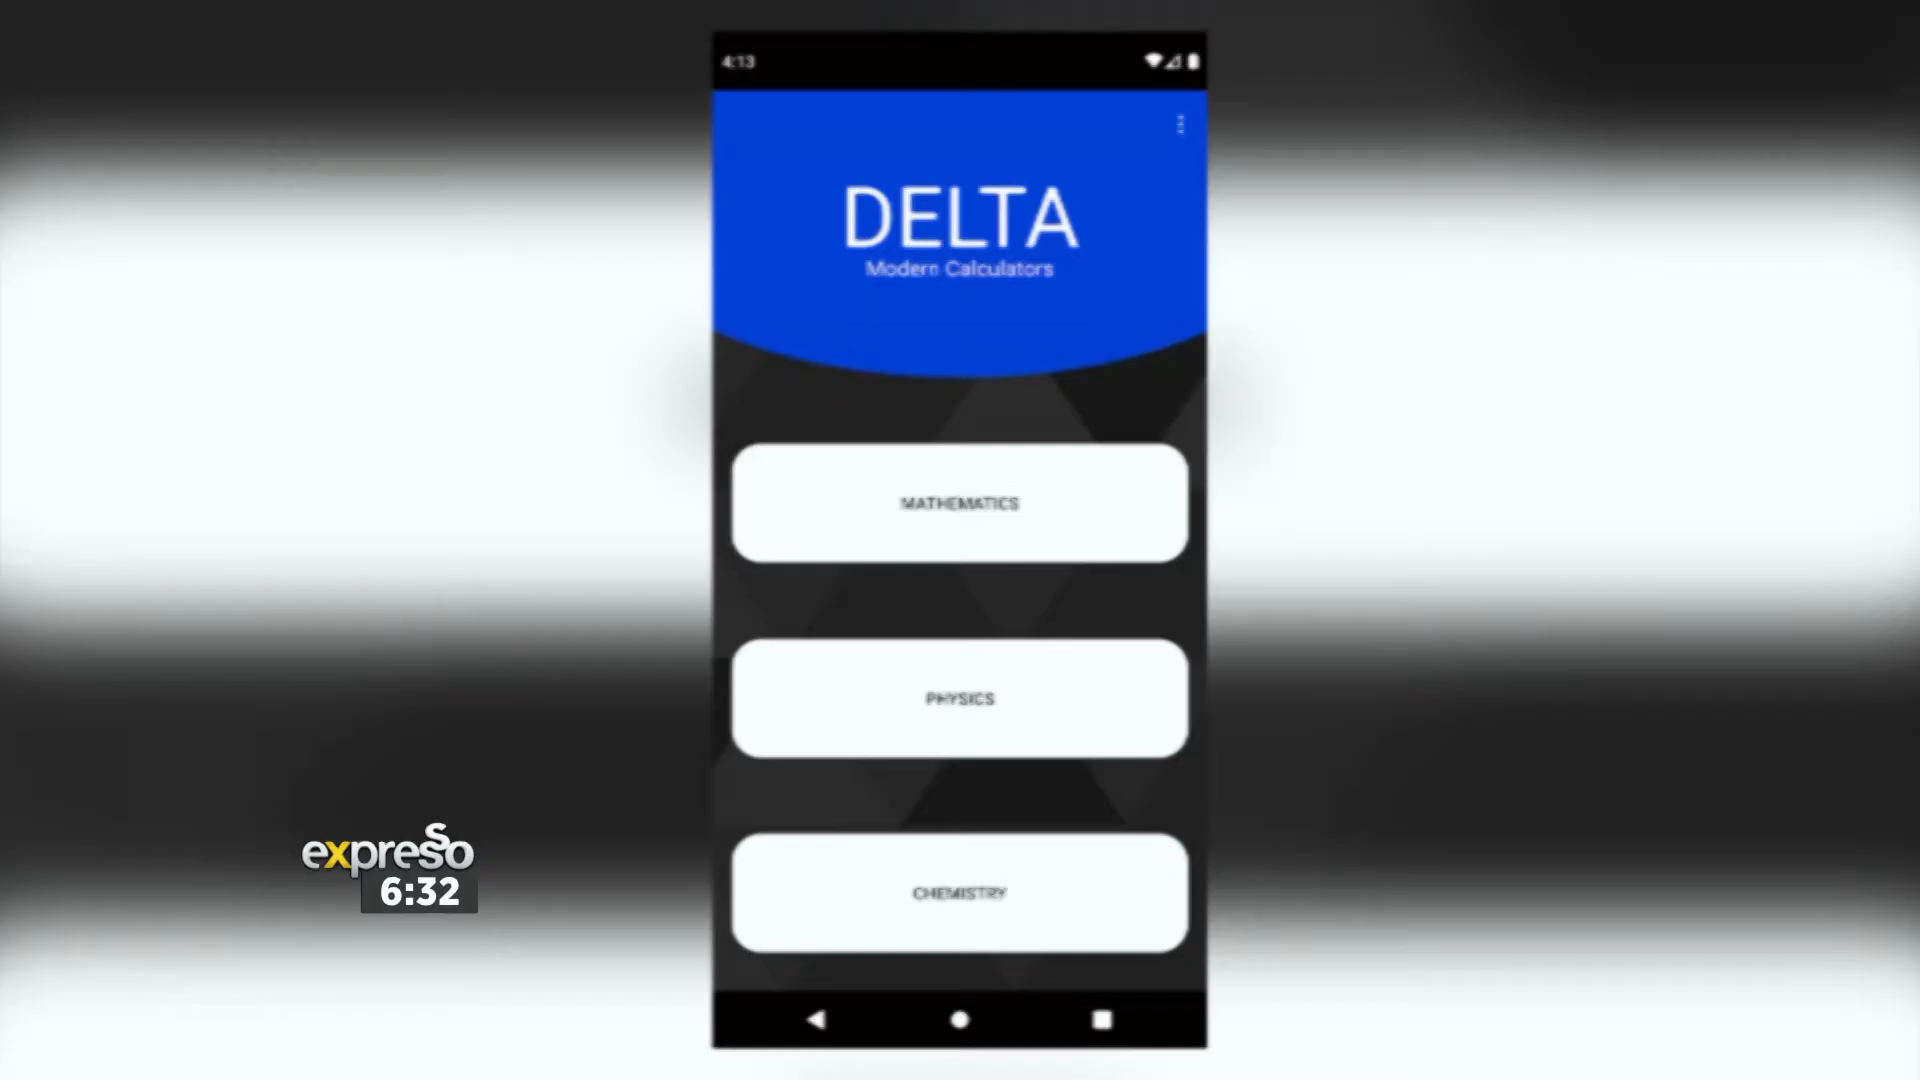 4:13
DELTA
Modern Calculators
MATHEMATICS
PHYSICS
CHEMISTRY
expresso
6:32